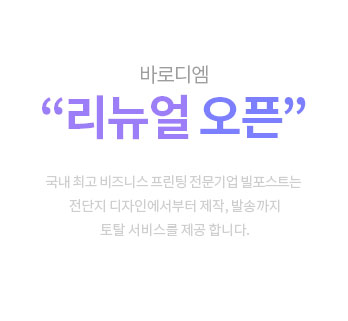 바로디엠
“리뉴얼 오픈”
국내 최고 비즈니스 프린팅 전문기업 빌포스트는
전단지 디자인에서부터 제작, 발송까지
토탈 서비스를 제공 합니다.